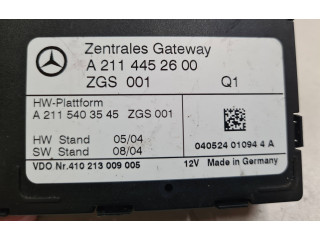 Zentrales Gateway
A 211 445 26 00
ZGS 001 Q1
HW-Plattform
A 211 540 35 45 ZGS 001
HW Stand 05/04
SW Stand 08/04
040524 01094 4 A
VDO Nr.410 213 009 005 12V Made in Germany